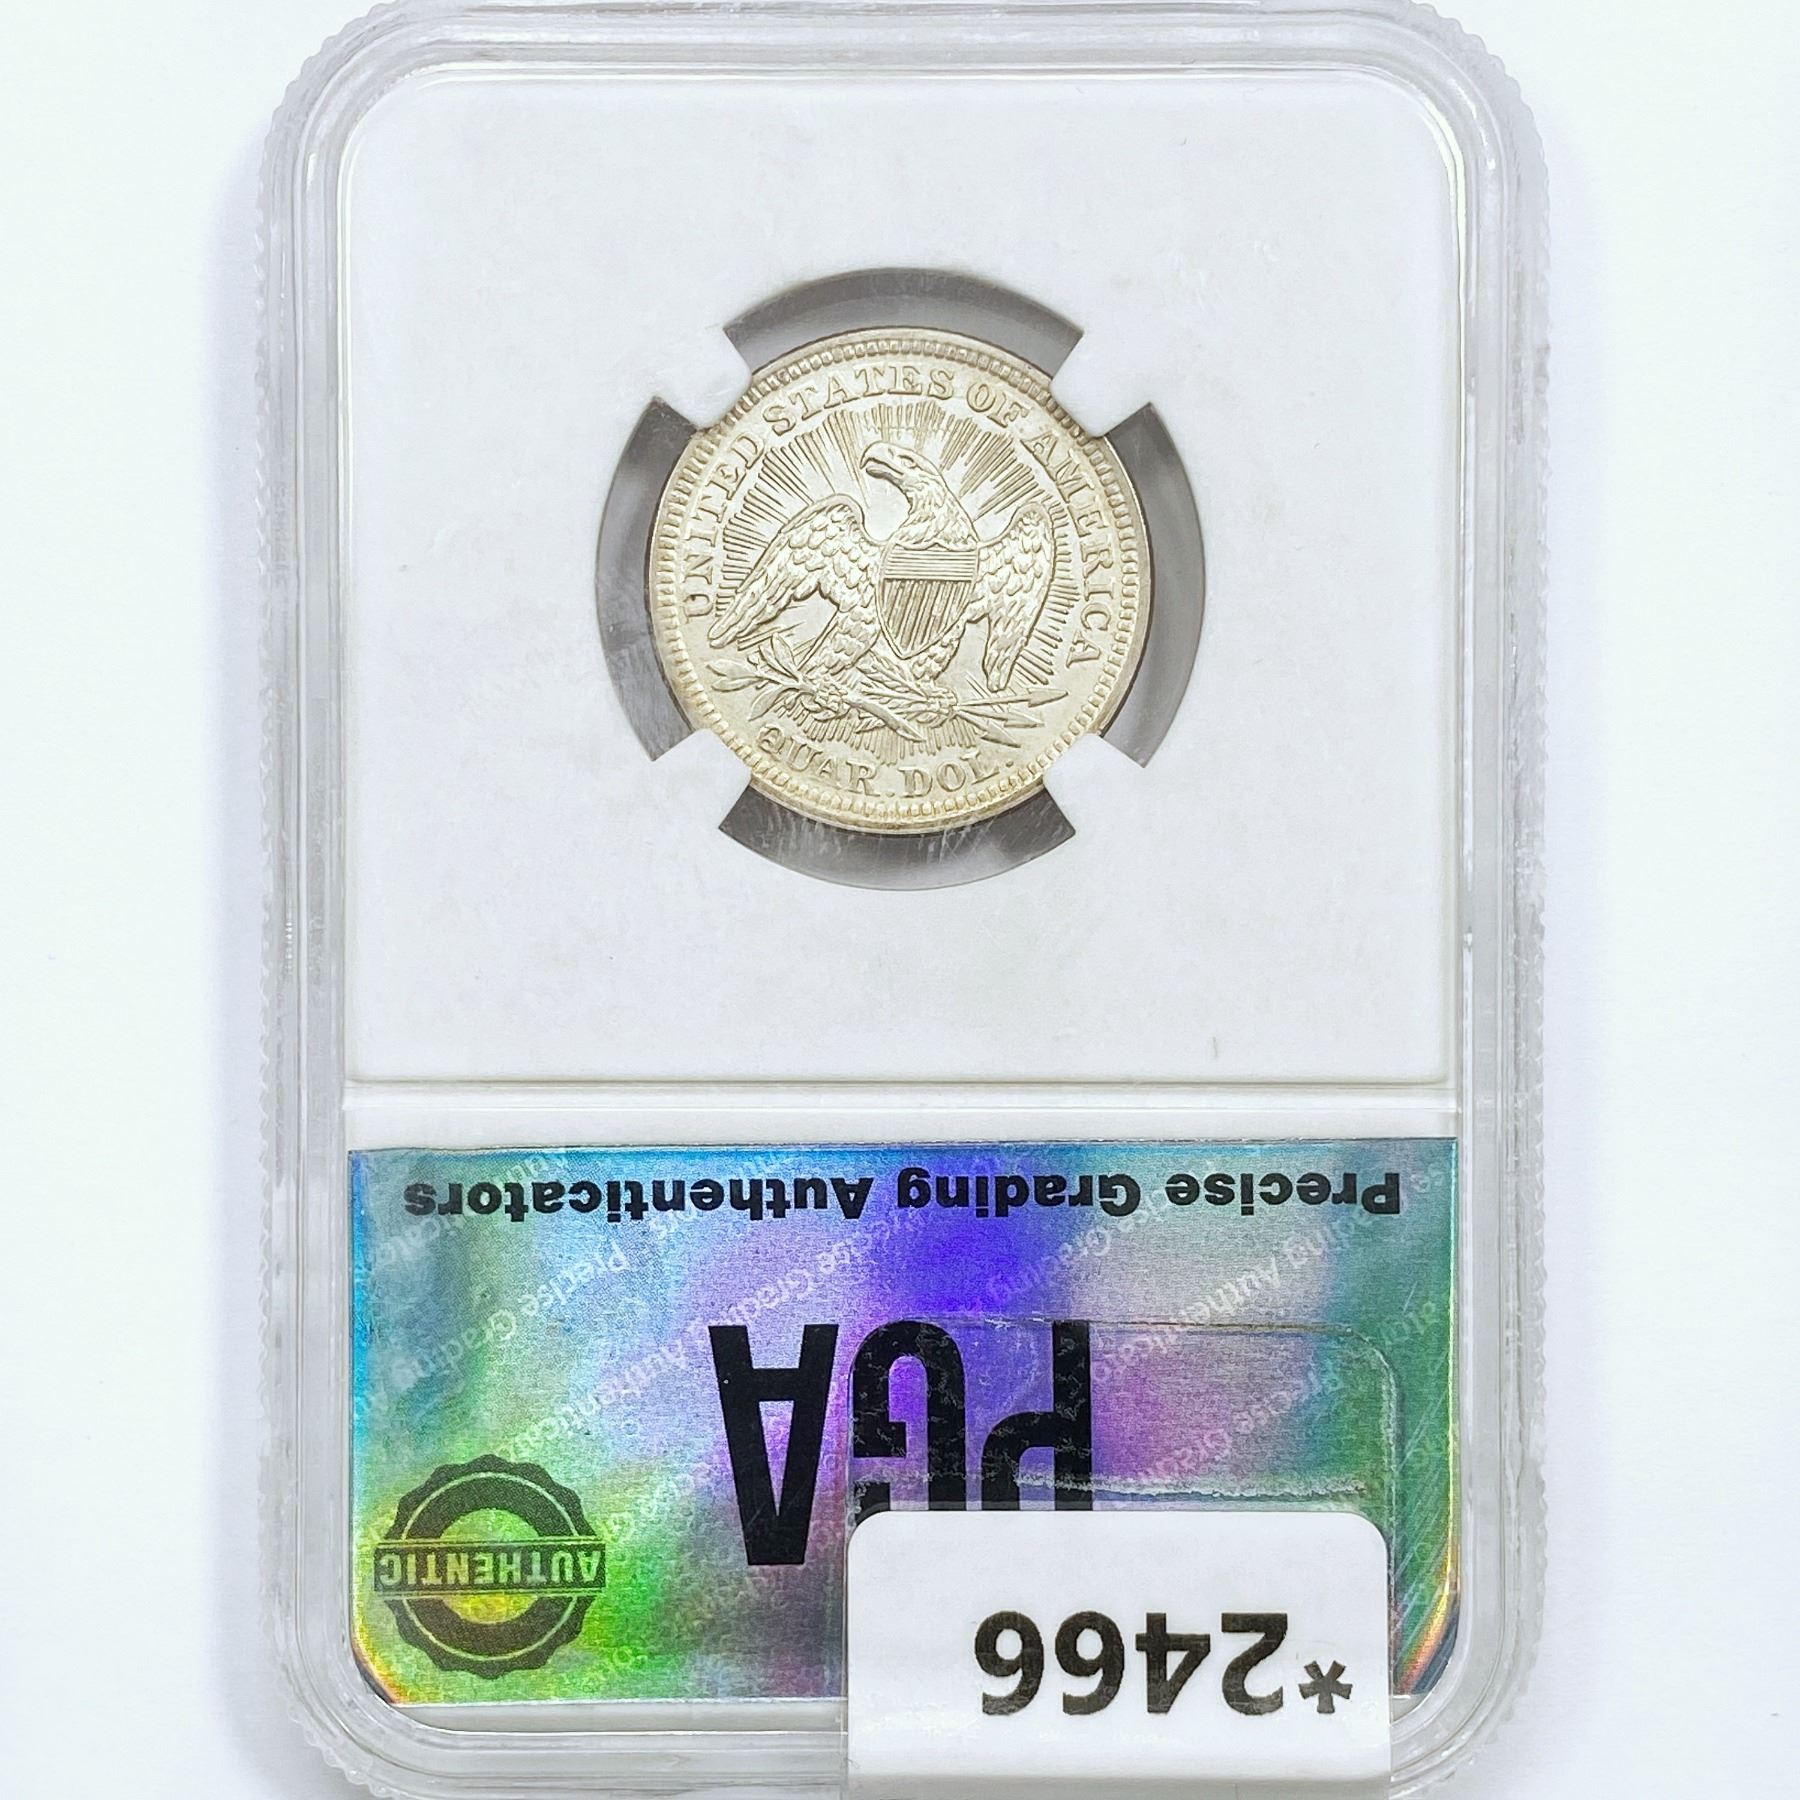 UNITED STATES OF AMERICA
QUAR. DOL.
Precise Grading Authenticators
PGA
AUTHENTIC
*2466